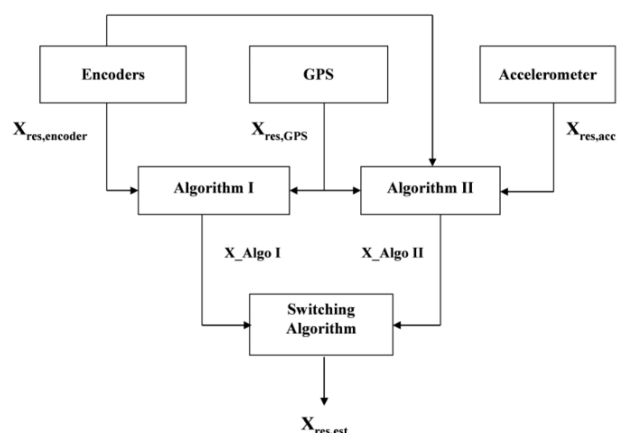 Encoders
GPS
Accelerometer
Xres,encoder
Xres,GPS
Xres,acc
Algorithm I
Algorithm II
X_Algo I
X_Algo II
Switching
Algorithm
Xres,est